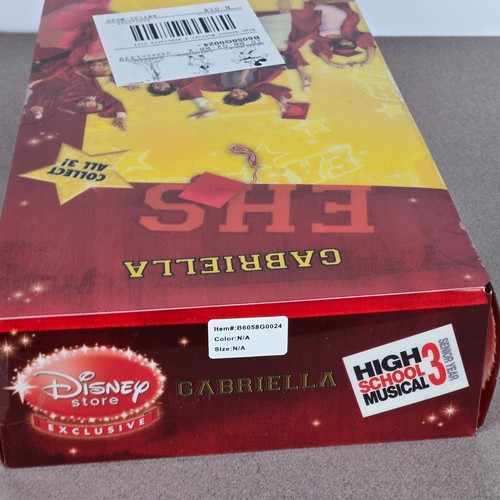 B6058G0024
COLLECT
ALL 3!
EHS
GABRIELLA
Item#:B6058G0024
Color:N/A
Size:N/A
Disney
store
EXCLUSIVE
GABRIELLA
HIGH
SCHOOL
MUSICAL
3
SENIOR YEAR